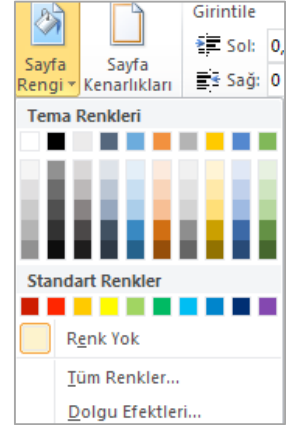 Girintile
Sol: 0,
Sağ: 0
Sayfa Rengi
Sayfa Kenarlıkları
Tema Renkleri
Standart Renkler
Renk Yok
Tüm Renkler...
Dolgu Efektleri...